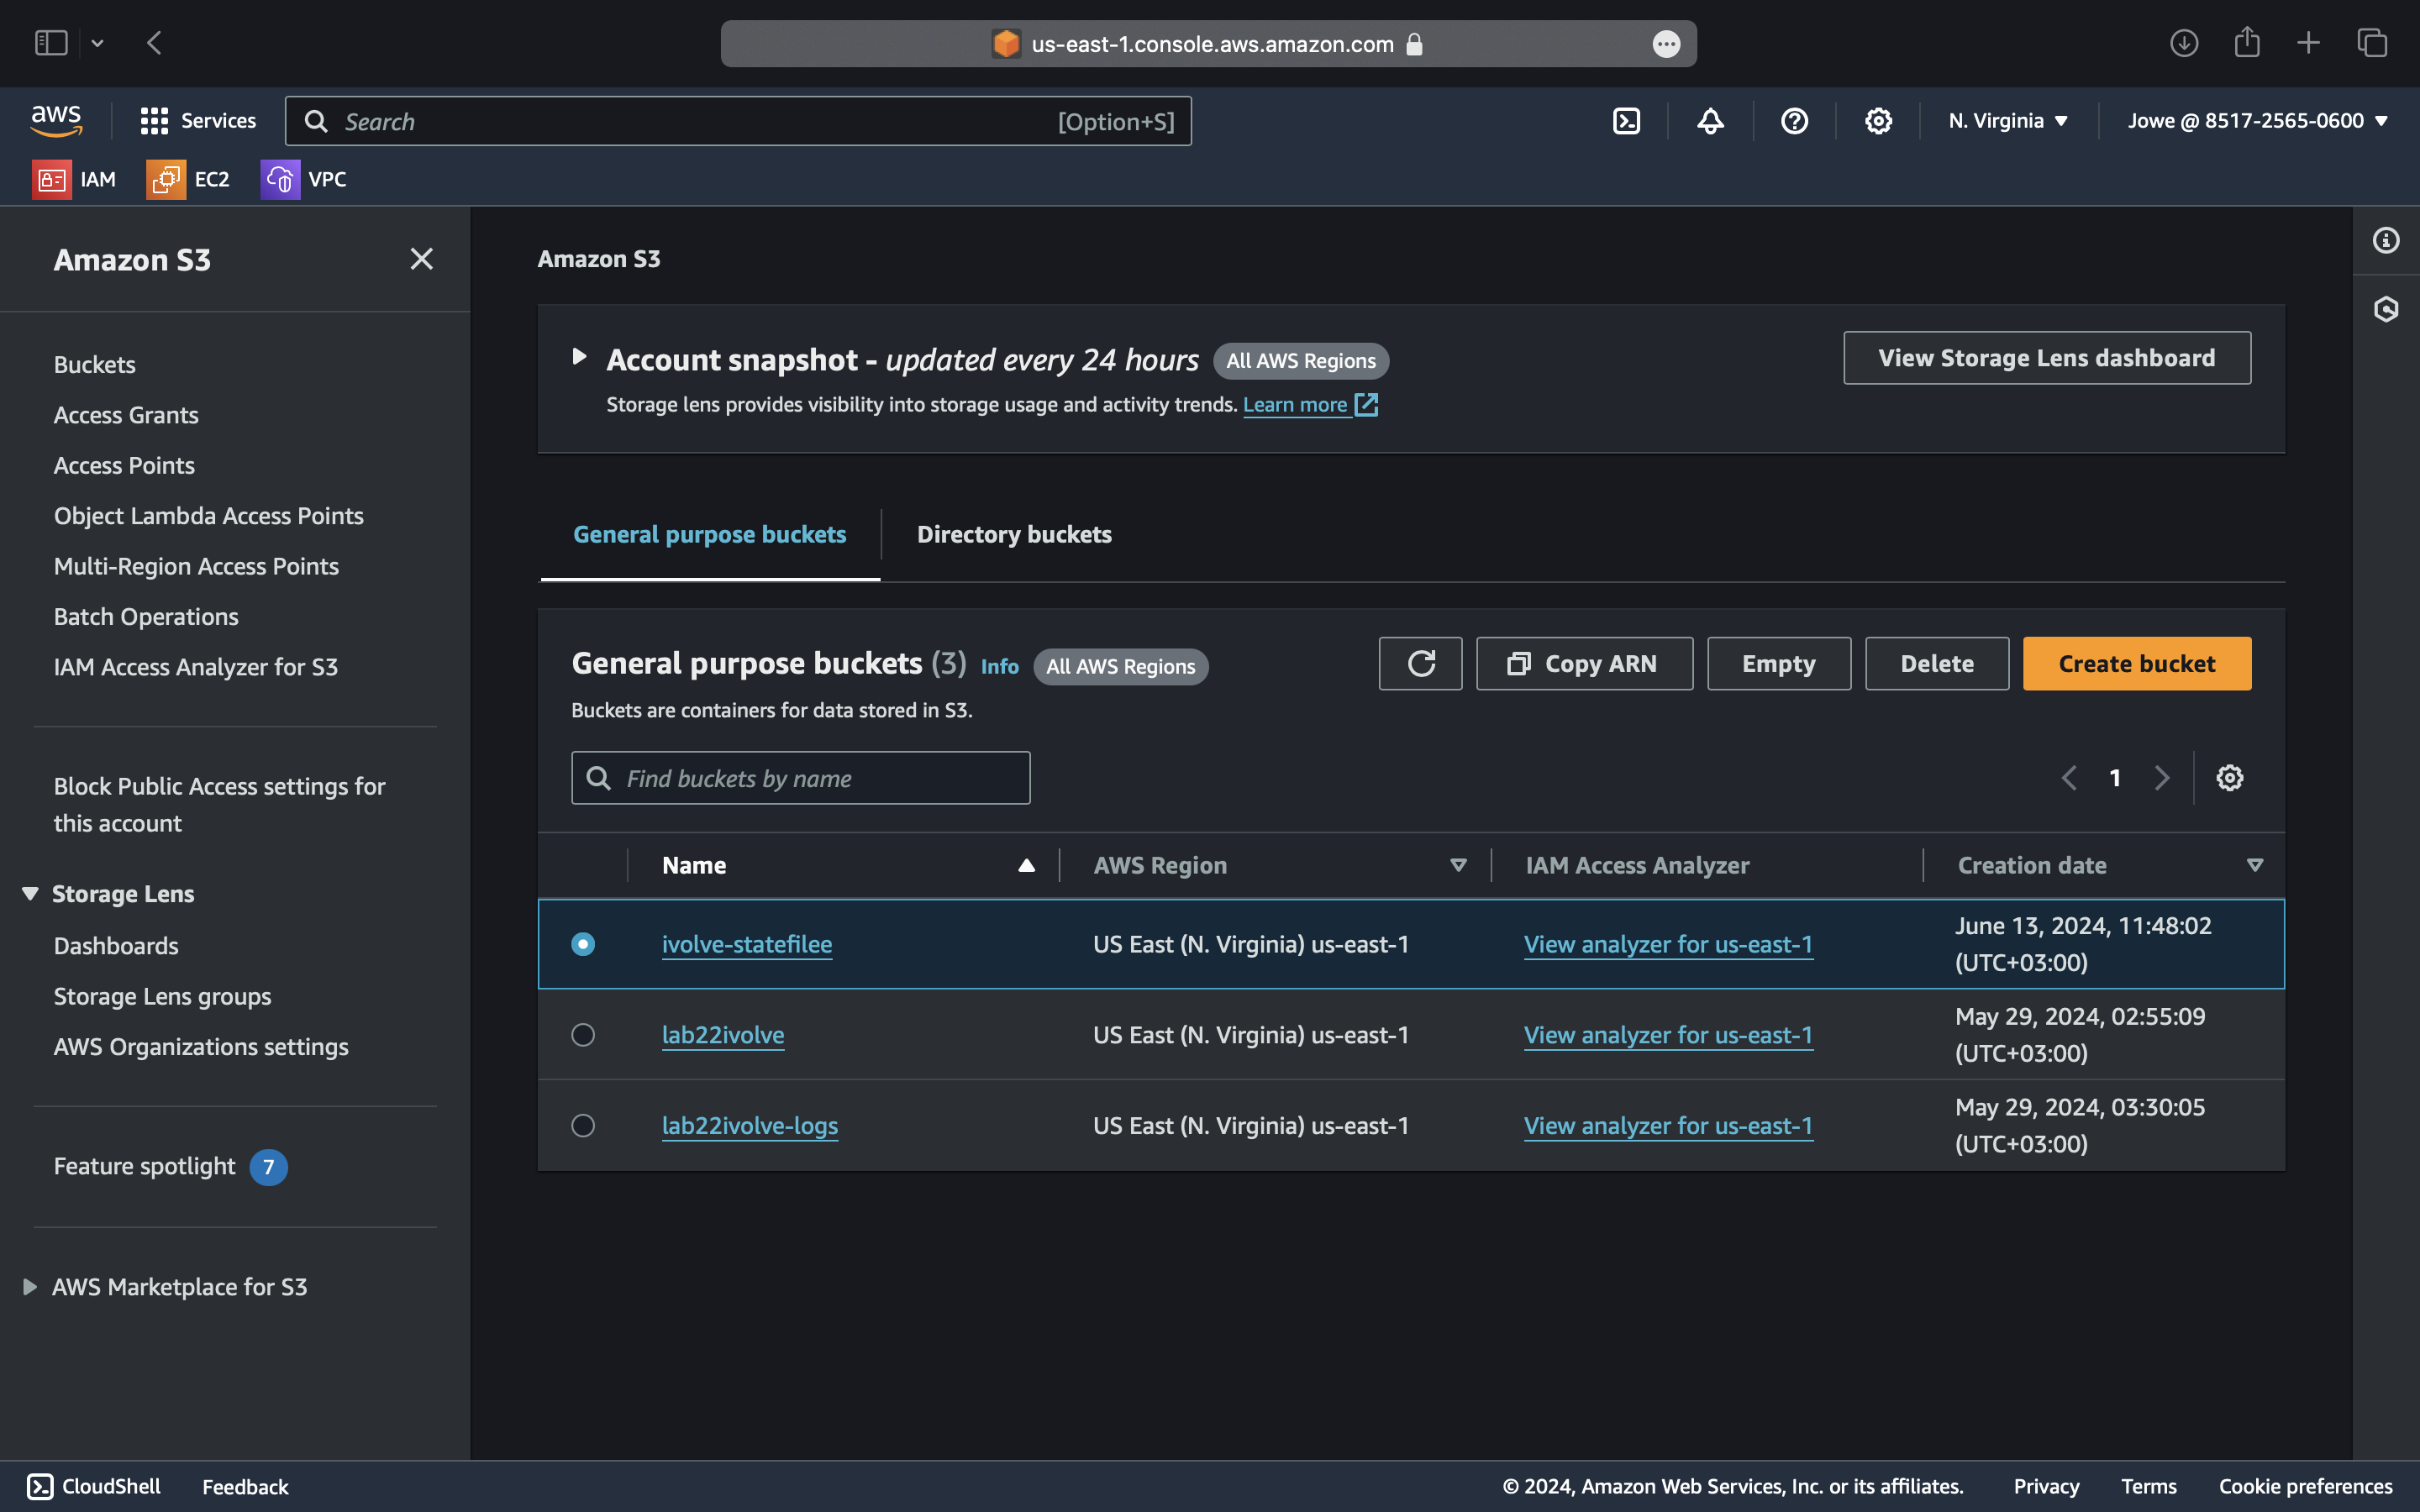 us-east-1.console.aws.amazon.com
aws
Services
Search
[Option+S]
N. Virginia
Jowe @ 8517-2565-0600
IAM
EC2
VPC
Amazon S3
Buckets
Access Grants
Access Points
Object Lambda Access Points
Multi-Region Access Points
Batch Operations
IAM Access Analyzer for S3
Block Public Access settings for
this account
Storage Lens
Dashboards
Storage Lens groups
AWS Organizations settings
Feature spotlight 7
AWS Marketplace for S3
Amazon S3
Account snapshot - updated every 24 hours All AWS Regions
Storage lens provides visibility into storage usage and activity trends. Learn more
View Storage Lens dashboard
General purpose buckets
Directory buckets
General purpose buckets (3) Info All AWS Regions
Buckets are containers for data stored in S3.
Copy ARN
Empty
Delete
Create bucket
Find buckets by name
1
Name AWS Region IAM Access Analyzer Creation date
ivolve-statefilee US East (N. Virginia) us-east-1 View analyzer for us-east-1 June 13, 2024, 11:48:02
(UTC+03:00)
lab22ivolve US East (N. Virginia) us-east-1 View analyzer for us-east-1 May 29, 2024, 02:55:09
(UTC+03:00)
lab22ivolve-logs US East (N. Virginia) us-east-1 View analyzer for us-east-1 May 29, 2024, 03:30:05
(UTC+03:00)
CloudShell
Feedback
© 2024, Amazon Web Services, Inc. or its affiliates.
Privacy
Terms
Cookie preferences